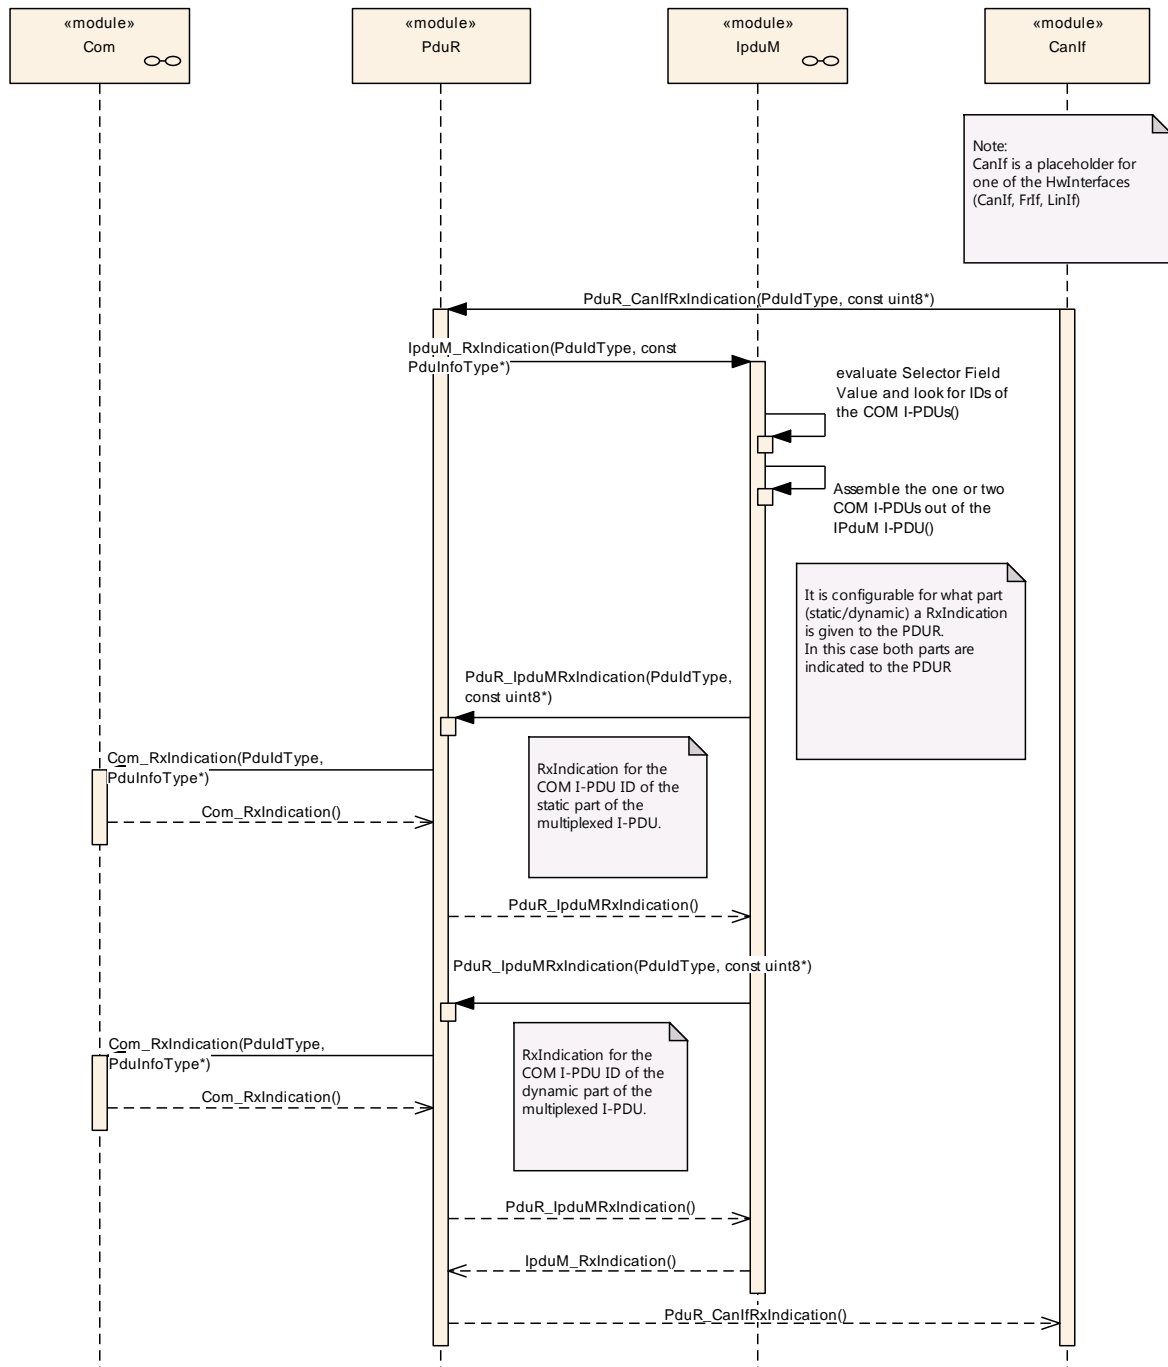 «module»
Com
«module»
PduR
«module»
IpduM
«module»
CanIf
Note:
CanIf is a placeholder for
one of the HwInterfaces
(CanIf, FrIf, LinIf)
PduR_CanIfRxIndication(PduIdType, const uint8*)
IpduM_RxIndication(PduIdType, const
PduInfoType*)
evaluate Selector Field
Value and look for IDs of
the COM I-PDUs()
Assemble the one or two
COM I-PDUs out of the
IPduM I-PDU()
It is configurable for what part
(static/dynamic) a RxIndication
is given to the PDUR.
In this case both parts are
indicated to the PDUR
PduR_IpduMRxIndication(PduIdType,
const uint8*)
Com_RxIndication(PduIdType,
PduInfoType*)
RxIndication for the
COM I-PDU ID of the
static part of the
multiplexed I-PDU.
Com_RxIndication()
PduR_IpduMRxIndication()
PduR_IpduMRxIndication(PduIdType, const uint8*)
Com_RxIndication(PduIdType,
PduInfoType*)
RxIndication for the
COM I-PDU ID of the
dynamic part of the
multiplexed I-PDU.
Com_RxIndication()
PduR_IpduMRxIndication()
IpduM_RxIndication()
PduR_CanIfRxIndication()